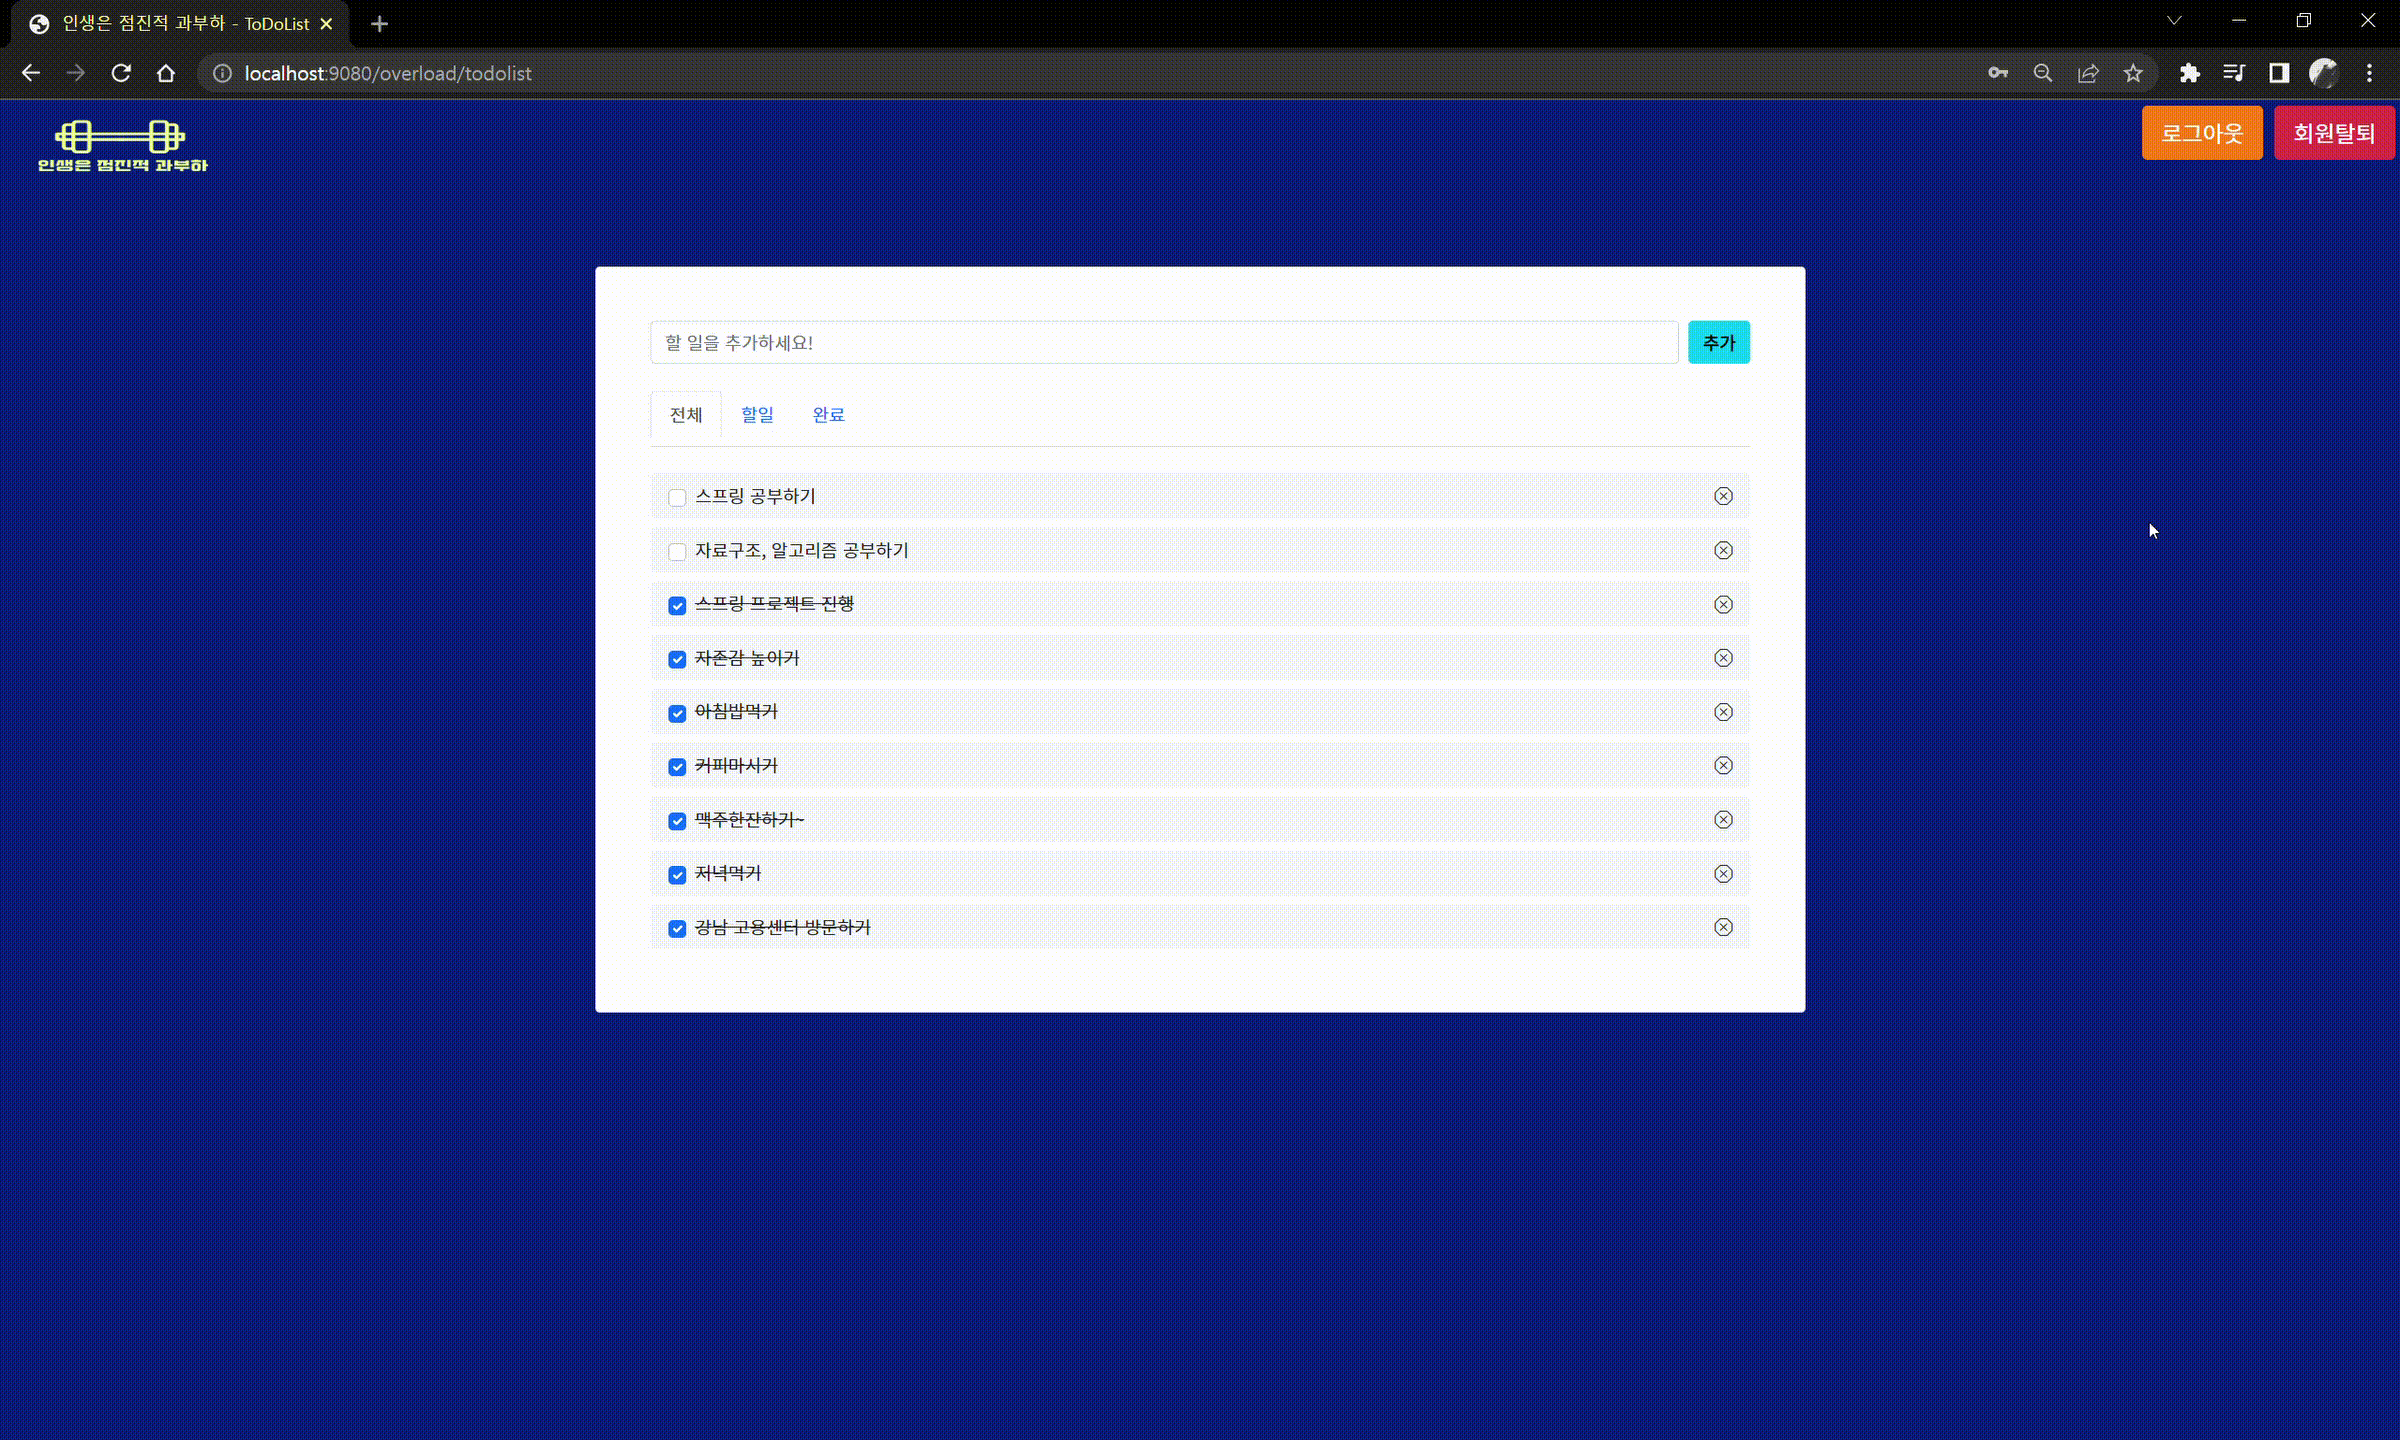 인생은 점진적 과부하 - ToDoList
localhost:9080/overload/todolist
인생은 점진적 과부하
로그아웃 회원탈퇴
할 일을 추가하세요! 추가
전체 할일 완료
스프링 공부하기
자료구조, 알고리즘 공부하기
스프링 프로젝트 진행
자존감 높이기
아침밥먹기
커피마시기
맥주한잔하기~
저녁먹기
강남 고용센터 방문하기